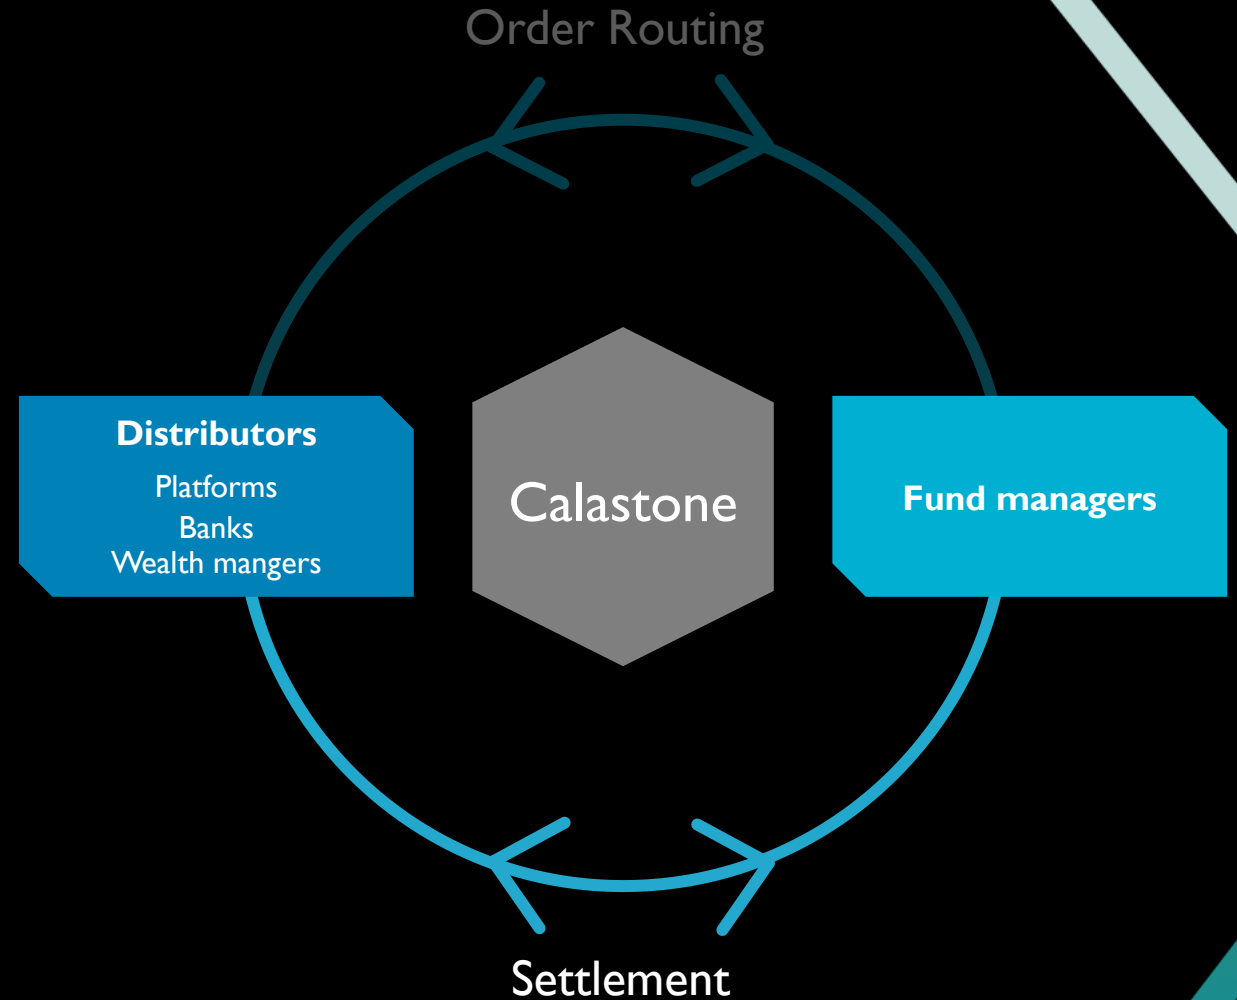 Order Routing
Distributors
Platforms
Banks
Wealth mangers
Calastone
Fund managers
Settlement